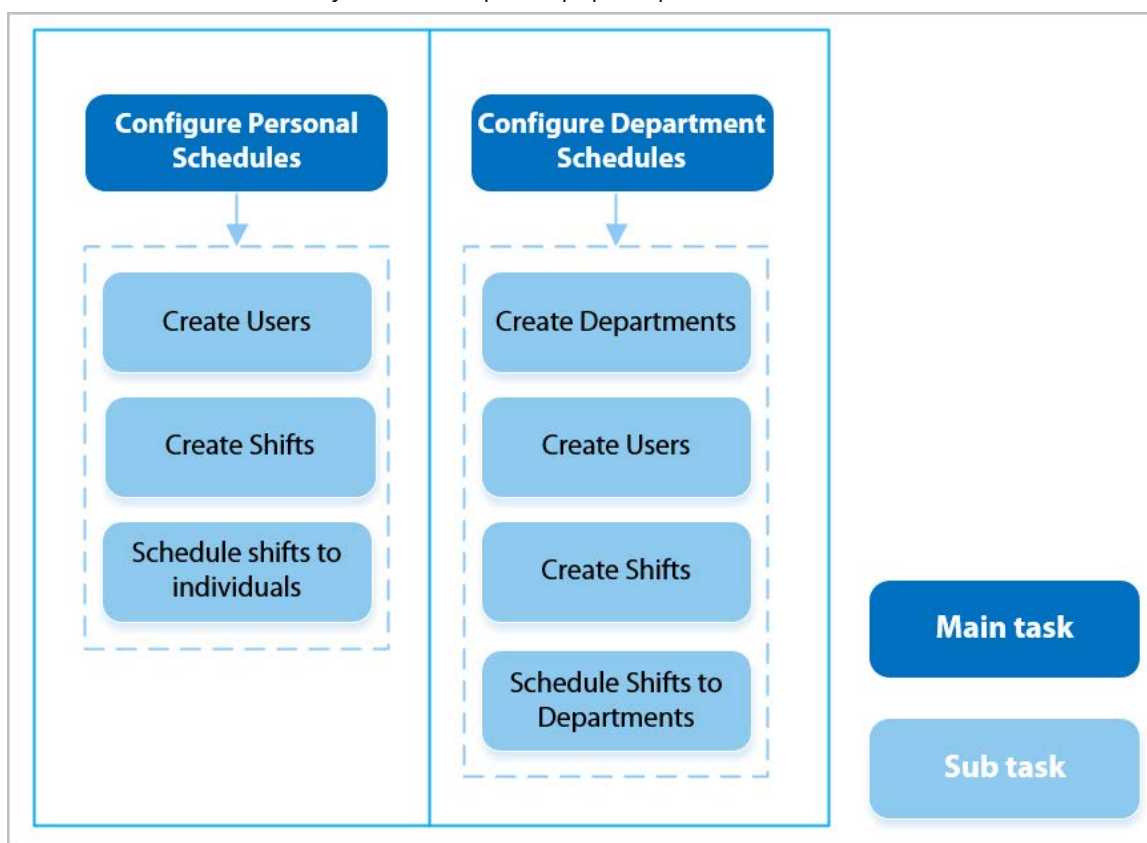 Configure Personal
Schedules
Create Users
Create Shifts
Schedule shifts to
individuals
Configure Department
Schedules
Create Departments
Create Users
Create Shifts
Schedule Shifts to
Departments
Main task
Sub task